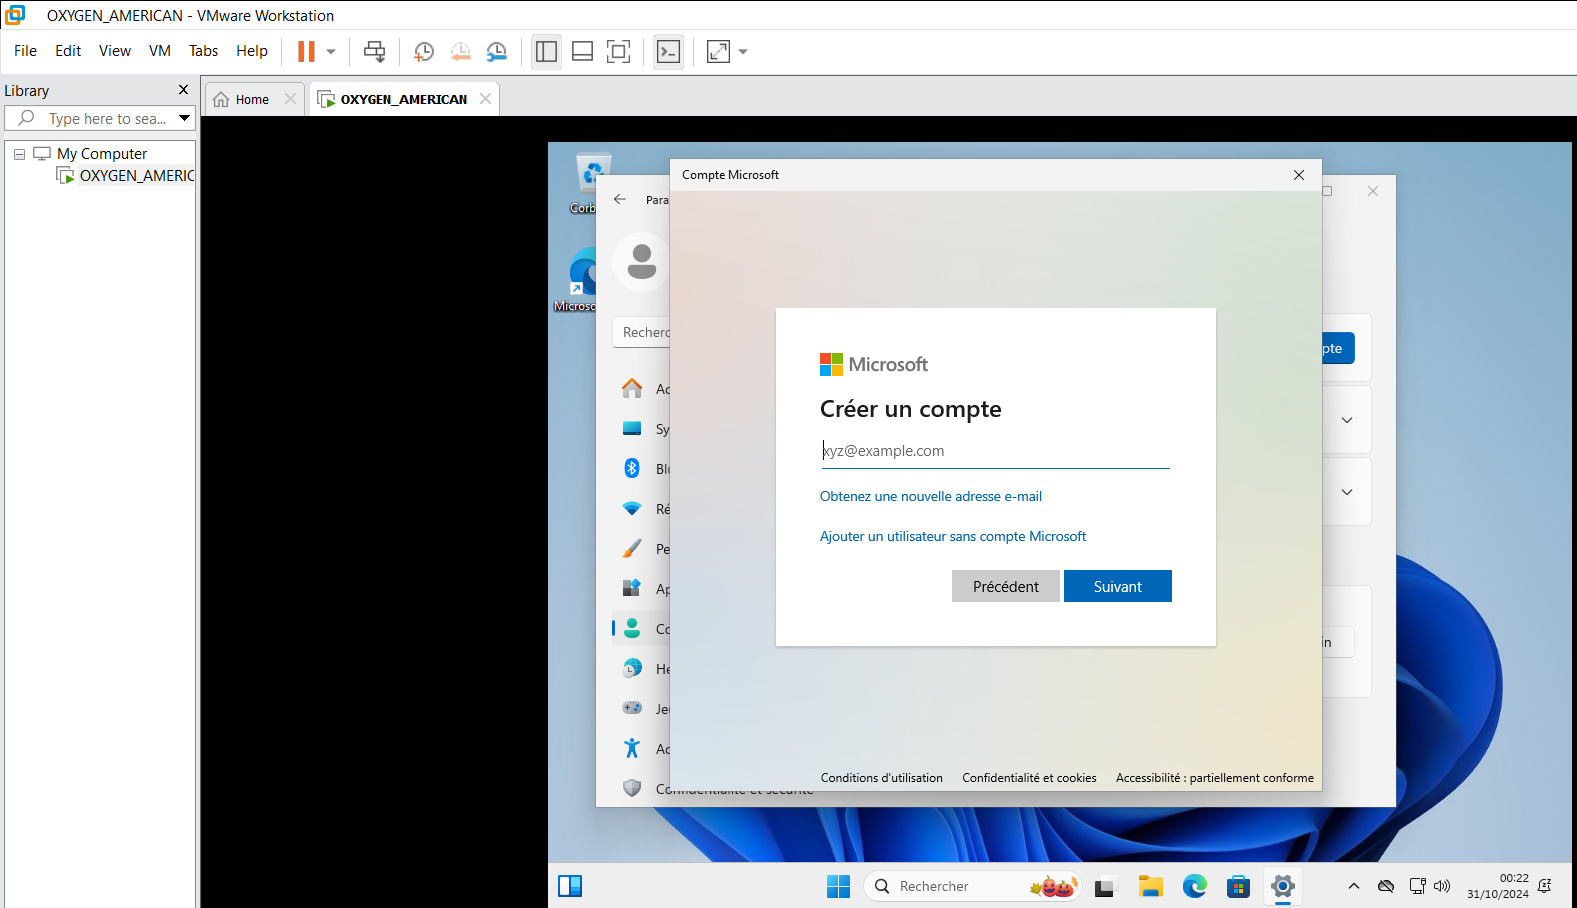 OXYGEN_AMERICAN - VMware Workstation
File Edit View VM Tabs Help
Library
Home
OXYGEN_AMERICAN
Type here to sea...
My Computer
OXYGEN_AMERIC
Corb
Microso
Para
Recherc
Ac
Sy
Blu
Ré
Pe
Ap
Co
He
Jeu
Ac
Confidentialité et sécurité
Compte Microsoft
Microsoft
Créer un compte
xyz@example.com
Obtenez une nouvelle adresse e-mail
Ajouter un utilisateur sans compte Microsoft
Précédent Suivant
Conditions d'utilisation Confidentialité et cookies Accessibilité : partiellement conforme
pte
in
Rechercher
00:22
31/10/2024